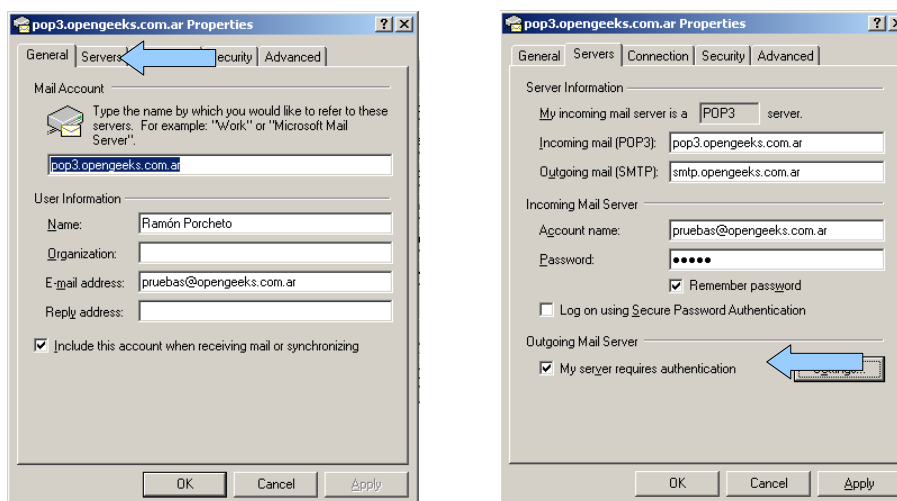 pop3.opengeeks.com.ar Properties
General Servers ecurity Advanced
Mail Account
Type the name by which you would like to refer to these
servers. For example: "Work" or "Microsoft Mail
Server".
pop3.opengeeks.com.ar
User Information
Name: Ramón Porcheto
Organization:
E-mail address: pruebas@opengeeks.com.ar
Reply address:
Include this account when receiving mail or synchronizing
OK Cancel Apply
pop3.opengeeks.com.ar Properties
General Servers Connection Security Advanced
Server Information
My incoming mail server is a POP3 server.
Incoming mail (POP3): pop3.opengeeks.com.ar
Outgoing mail (SMTP): smtp.opengeeks.com.ar
Incoming Mail Server
Account name: pruebas@opengeeks.com.ar
Password: ●●●●●
Remember password
Log on using Secure Password Authentication
Outgoing Mail Server
My server requires authentication
OK Cancel Apply